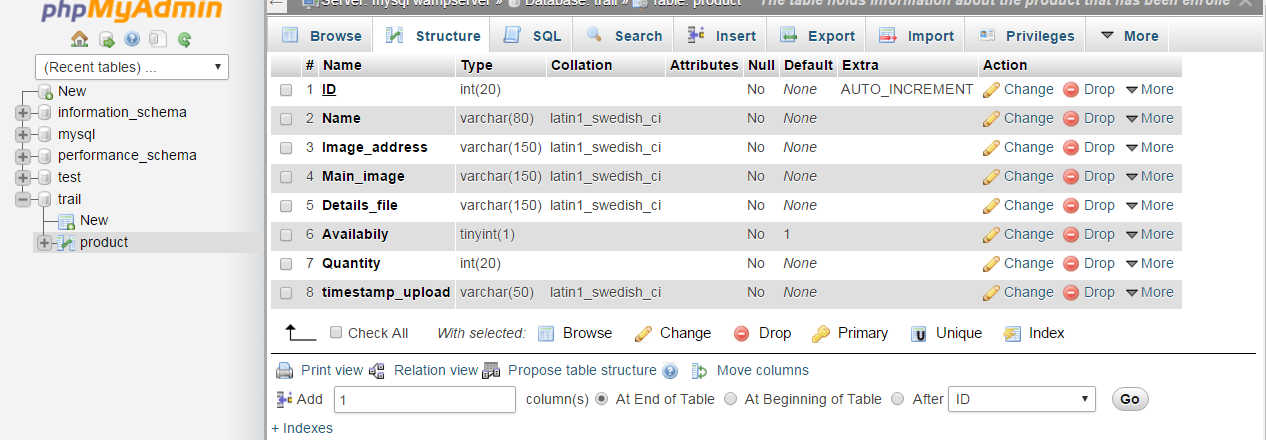 phpMyAdmin
Server: mysql wampserver » Database: trail » Table: product "The table holds information about the product that has been enrolle
(Recent tables) ...
New
information_schema
mysql
performance_schema
test
trail
New
product
Browse Structure SQL Search Insert Export Import Privileges More
# Name Type Collation Attributes Null Default Extra Action
1 ID int(20) No None AUTO_INCREMENT Change Drop More
2 Name varchar(80) latin1_swedish_ci No None Change Drop More
3 Image_address varchar(150) latin1_swedish_ci No None Change Drop More
4 Main_image varchar(150) latin1_swedish_ci No None Change Drop More
5 Details_file varchar(150) latin1_swedish_ci No None Change Drop More
6 Availabily tinyint(1) No 1 Change Drop More
7 Quantity int(20) No None Change Drop More
8 timestamp_upload varchar(50) latin1_swedish_ci No None Change Drop More
Check All With selected: Browse Change Drop Primary Unique Index
Print view Relation view Propose table structure Move columns
Add 1 column(s) At End of Table At Beginning of Table After ID Go
+ Indexes